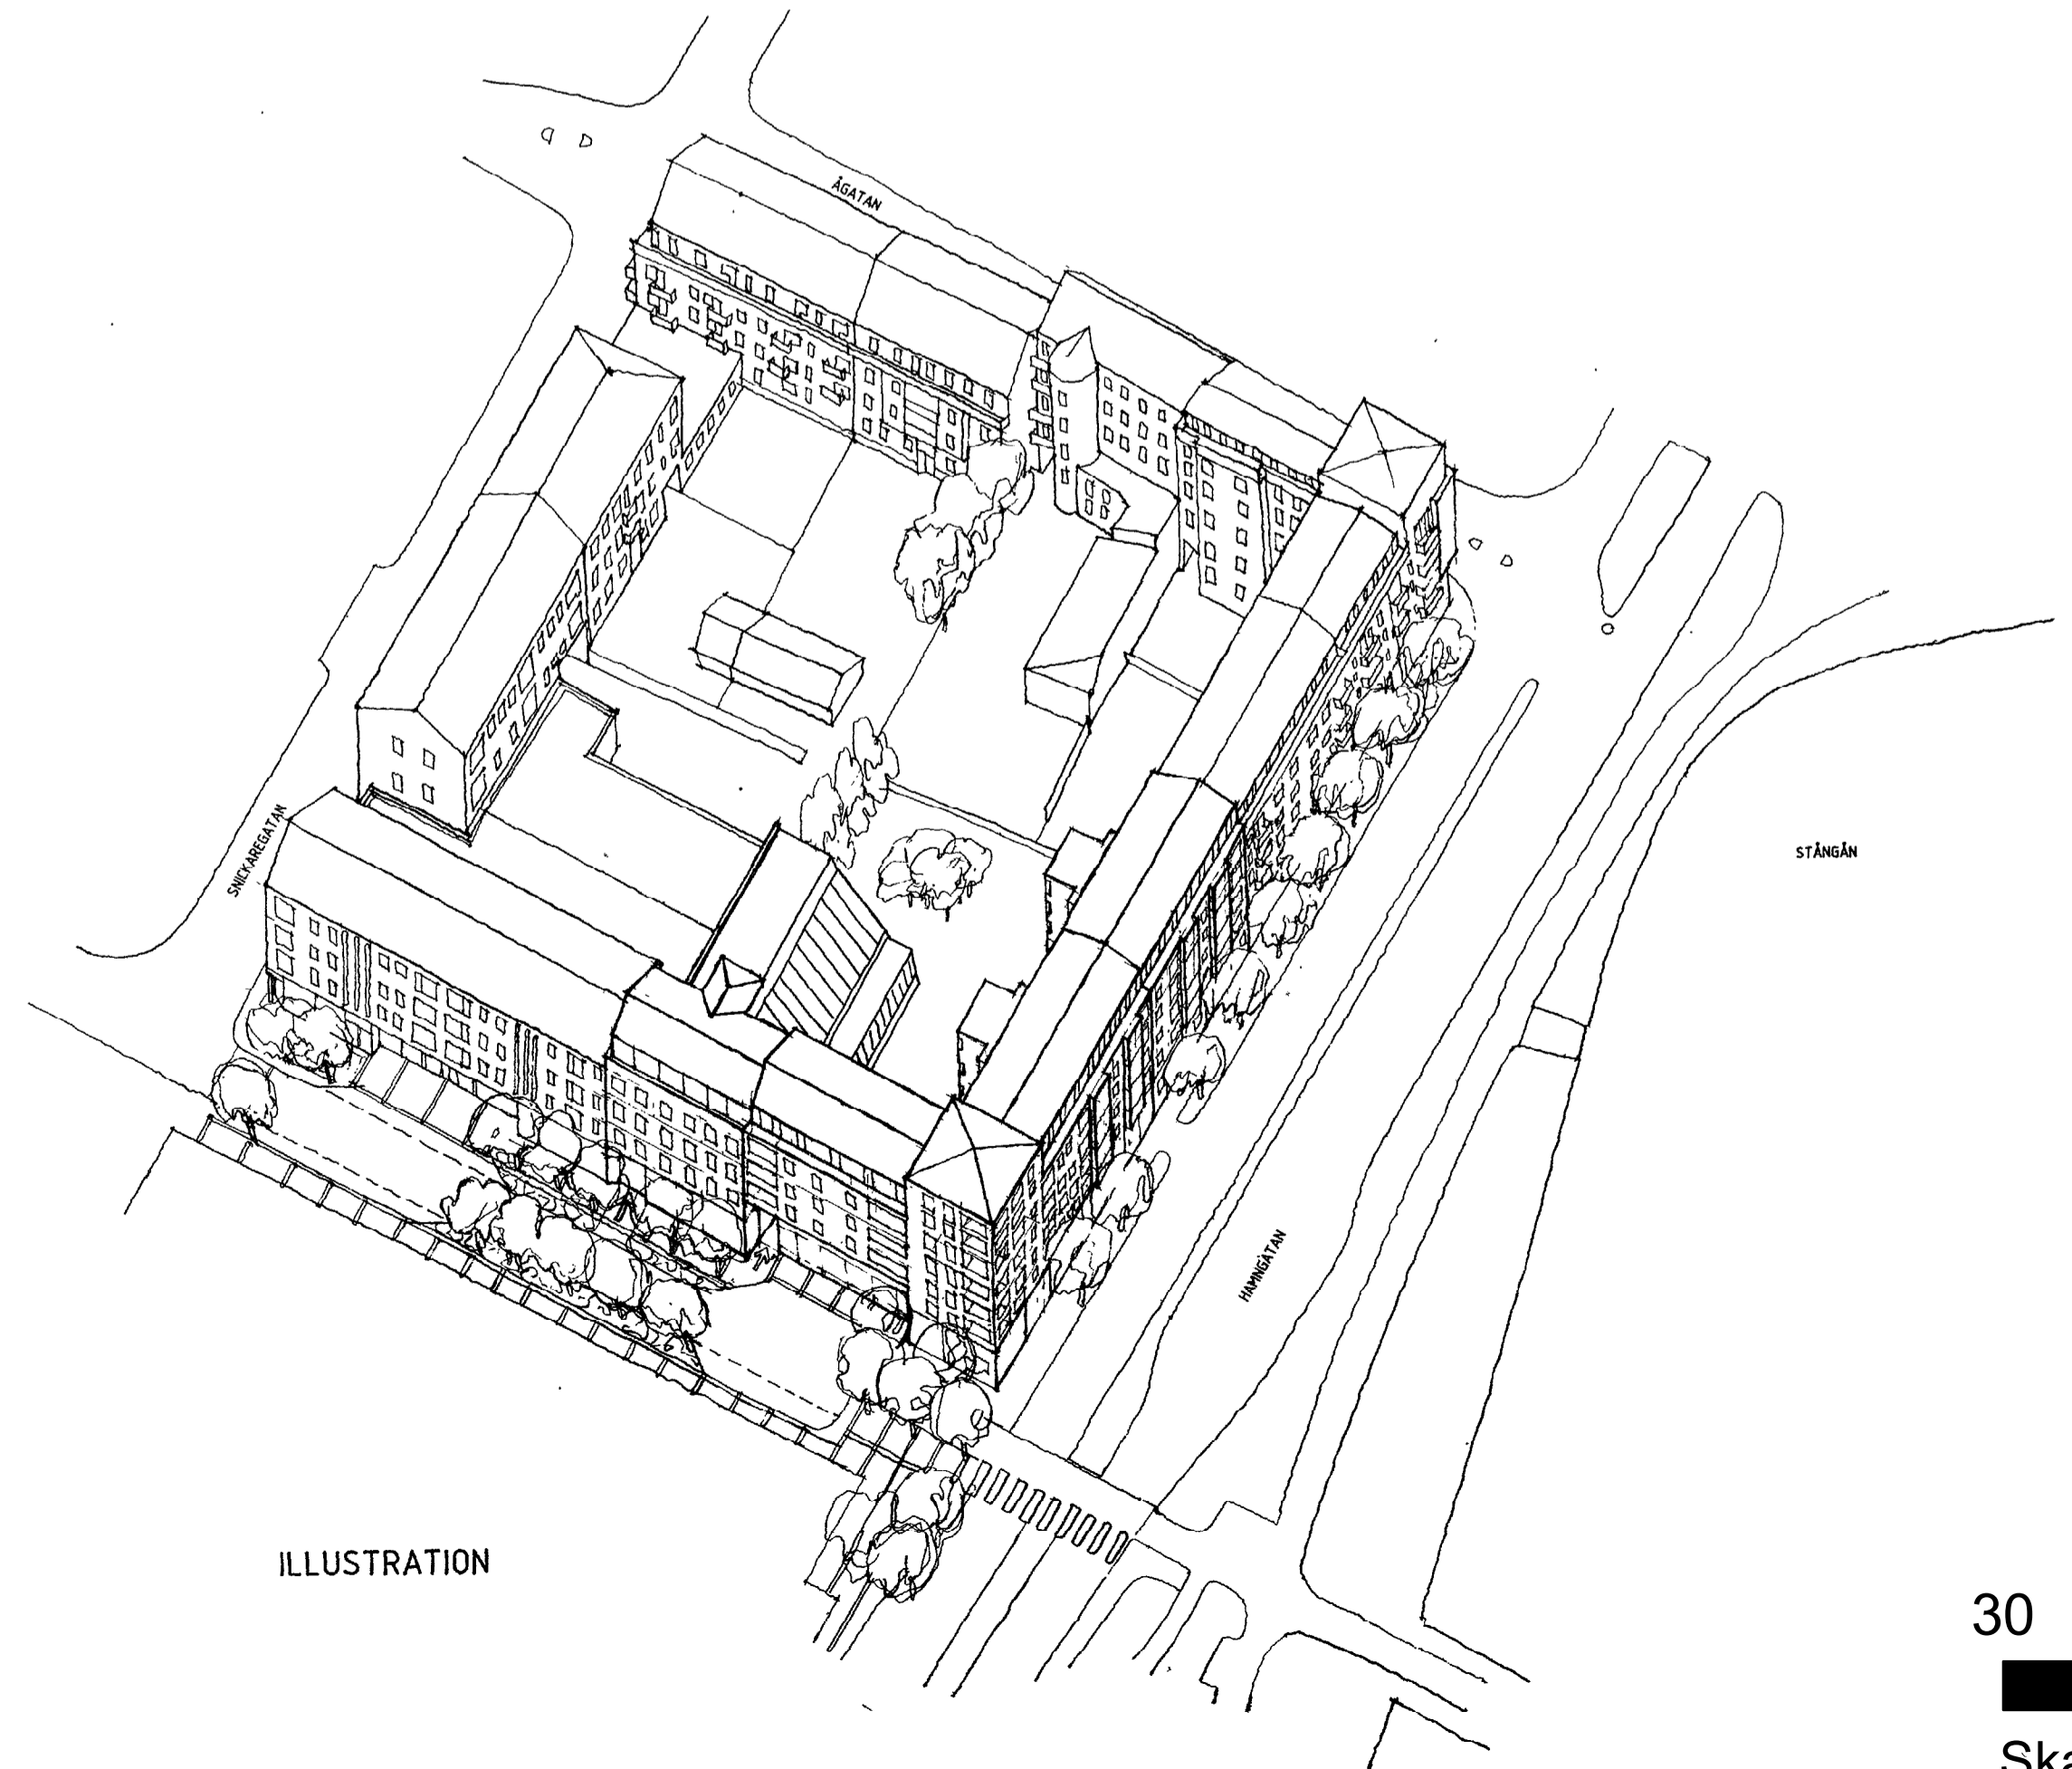 ÅGATAN
SNICKAREGATAN
STÅNGÅN
HAMNGATAN
ILLUSTRATION
30